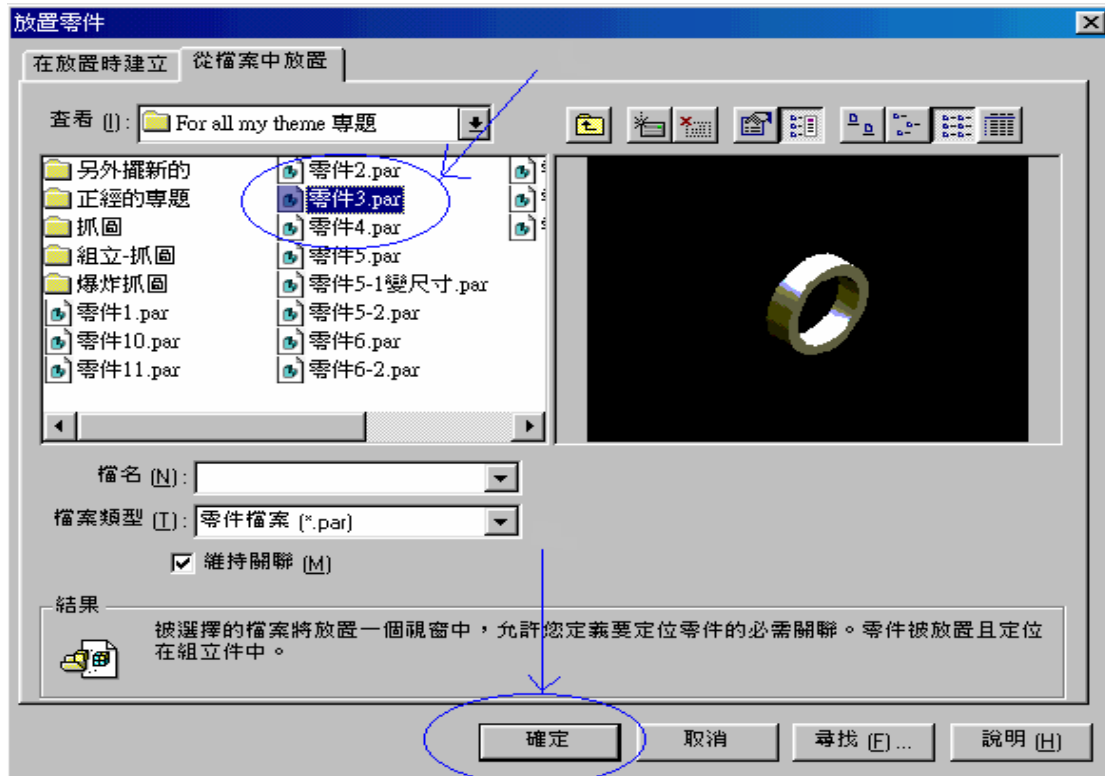 放置零件
在放置時建立 從檔案中放置
查看 (I): For all my theme 專題
另外擺新的
正經的專題
抓圖
組立-抓圖
爆炸抓圖
零件1.par
零件10.par
零件11.par
零件2.par
零件3.par
零件4.par
零件5.par
零件5-1變尺寸.par
零件5-2.par
零件6.par
零件6-2.par
檔名 (N):
檔案類型 (T): 零件檔案 (*.par)
維持關聯 (M)
結果
被選擇的檔案將放置一個視窗中，允許您定義要定位零件的必需關聯。零件被放置且定位
在組立件中。
確定 取消 尋找 (F)... 說明 (H)